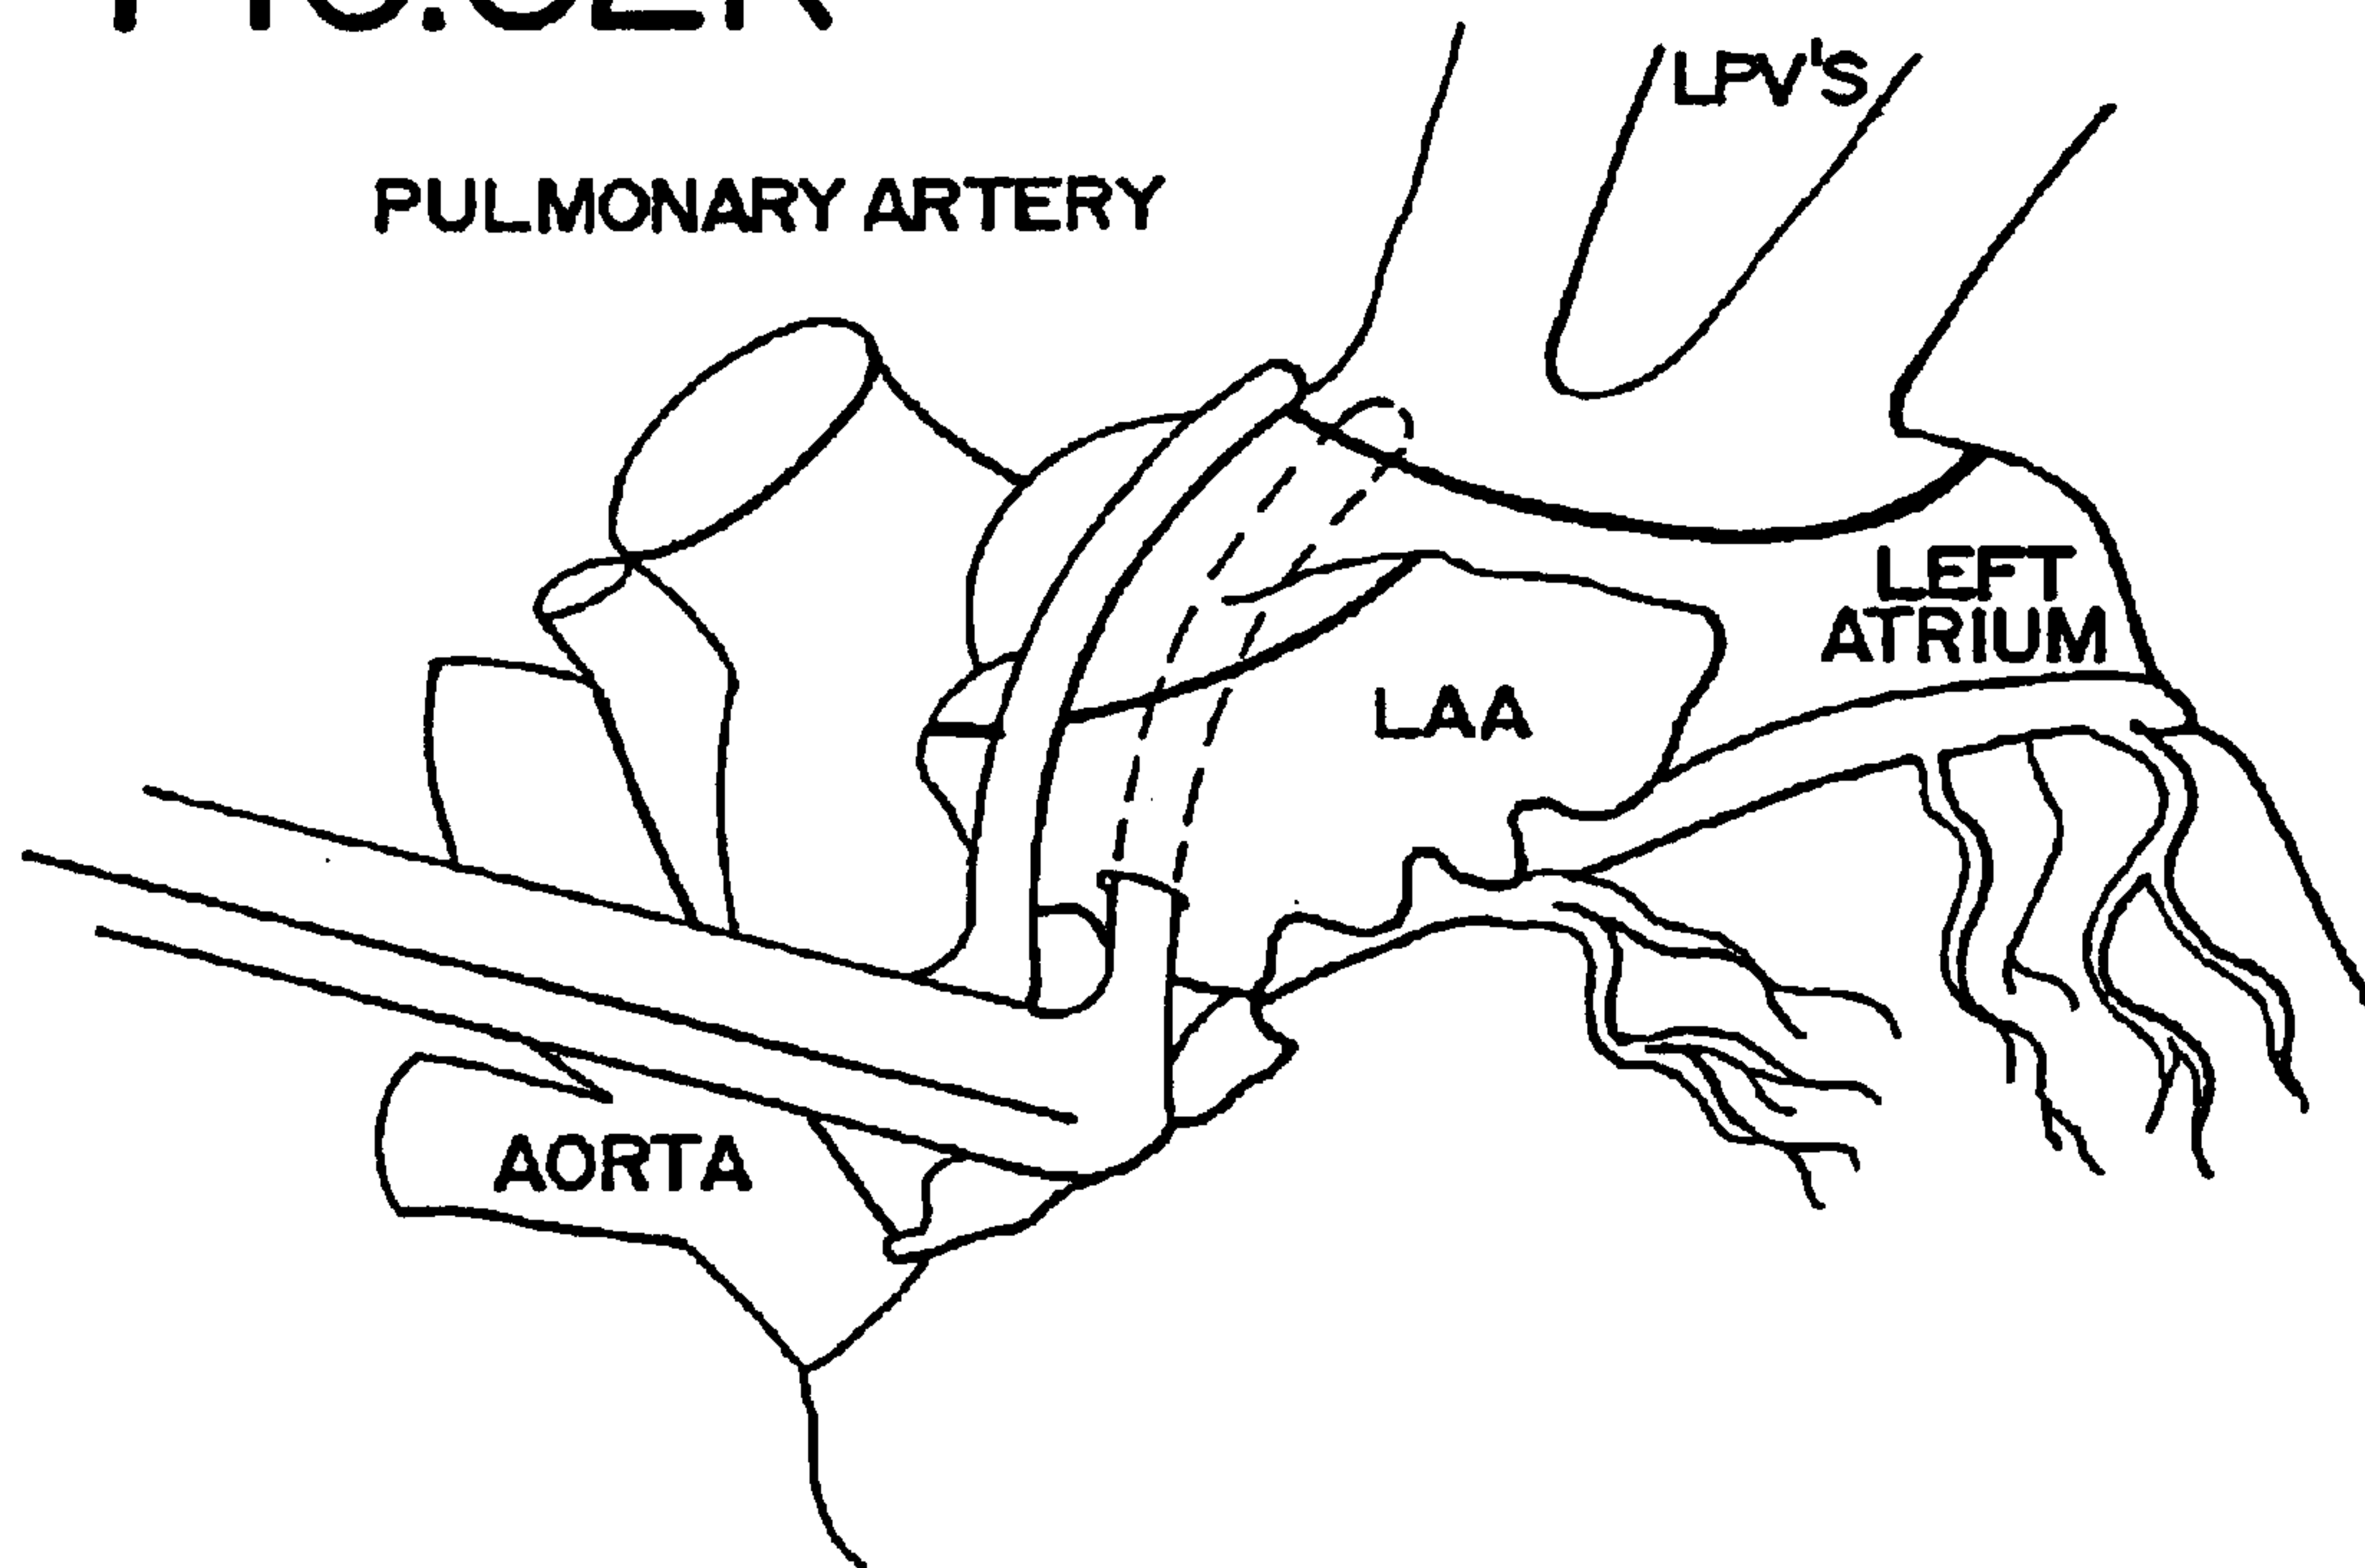 LPV'S
PULMONARY ARTERY
LEFT
ATRIUM
LAA
AORTA